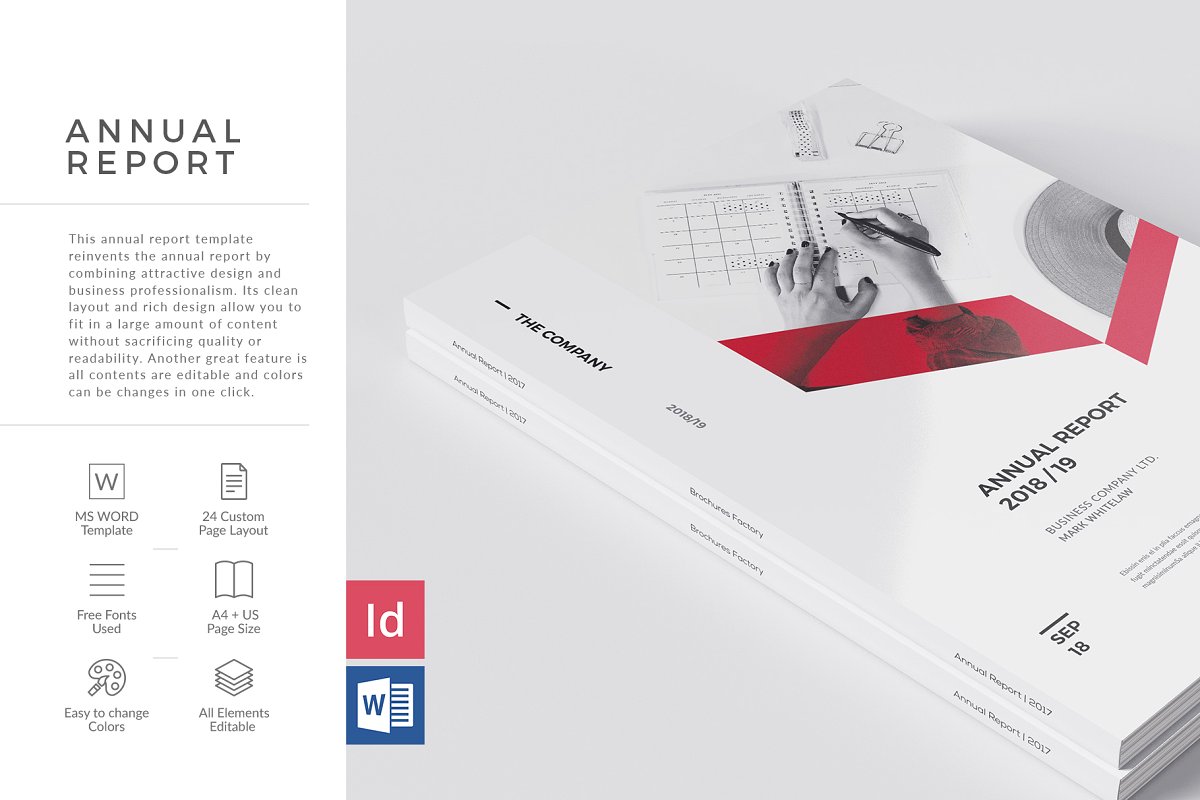 ANNUAL
REPORT
This annual report template
reinvents the annual report by
combining attractive design and
business professionalism. Its clean
layout and rich design allow you to
fit in a large amount of content
without sacrificing quality or
readability. Another great feature is
all contents are editable and colors
can be changes in one click.
W
MS WORD
Template
24 Custom
Page Layout
Free Fonts
Used
A4 + US
Page Size
Easy to change
Colors
All Elements
Editable
Id
W
THE COMPANY
2018/19
Annual Report | 2017
Annual Report | 2017
Brochures Factory
Brochures Factory
Annual Report | 2017
Annual Report | 2017
ANNUAL REPORT
2018 / 19
BUSINESS COMPANY LTD.
MARK WHITELAW
SEP
18